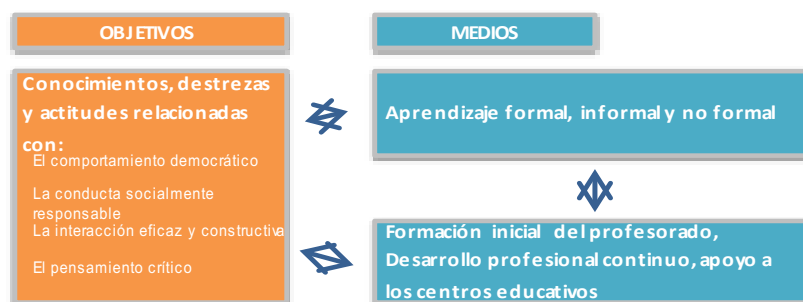 OBJETIVOS
MEDIOS
Conocimientos, destrezas
y actitudes relacionadas
con:
El comportamiento democrático
La conducta socialmente
responsable
La interacción eficaz y constructiva
El pensamiento crítico
Aprendizaje formal, informal y no formal
Formación inicial del profesorado,
Desarrollo profesional continuo, apoyo a
los centros educativos